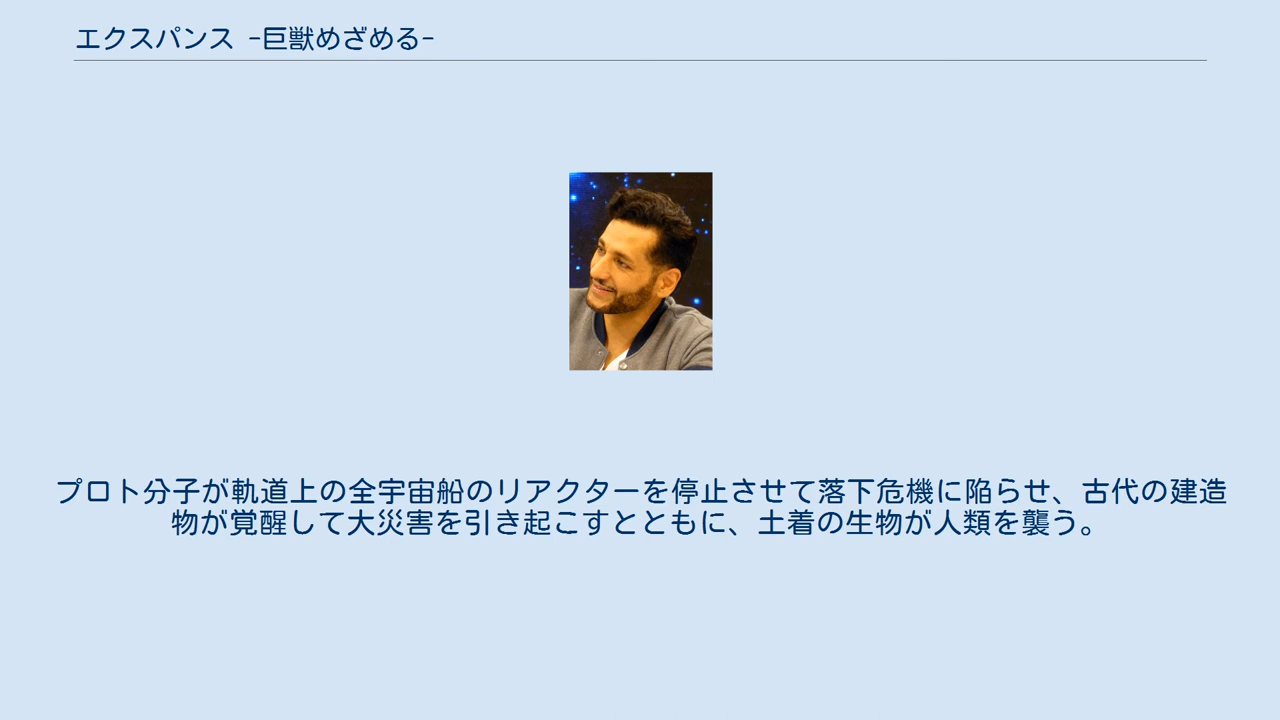 エクスパンス -巨獣めざめる-
プロト分子が軌道上の全宇宙船のリアクターを停止させて落下危機に陥らせ、古代の建造
物が覚醒して大災害を引き起こすとともに、土着の生物が人類を襲う。